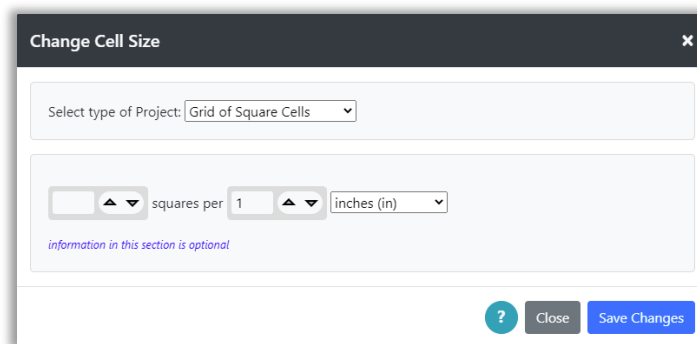 Change Cell Size ×
Select type of Project: Grid of Square Cells
squares per 1 inches (in)
information in this section is optional
? Close Save Changes